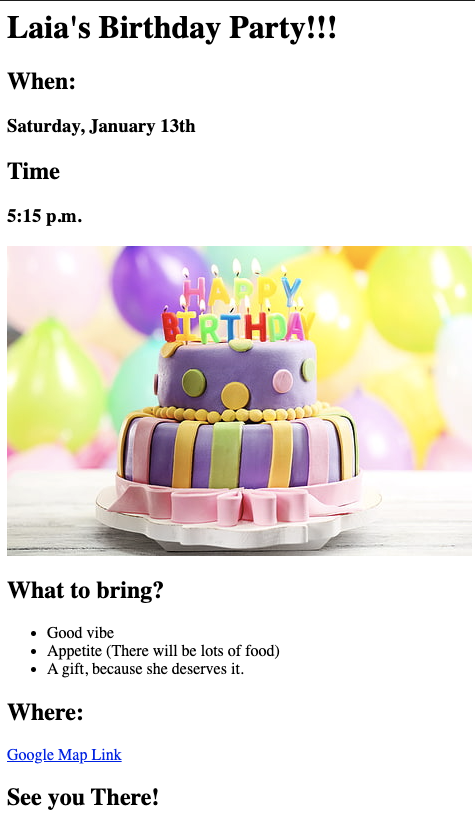 Laia's Birthday Party!!!
When:
Saturday, January 13th
Time
5:15 p.m.
HAPPY
BIRTHDAY
What to bring?
Good vibe
Appetite (There will be lots of food)
A gift, because she deserves it.
Where:
Google Map Link
See you There!